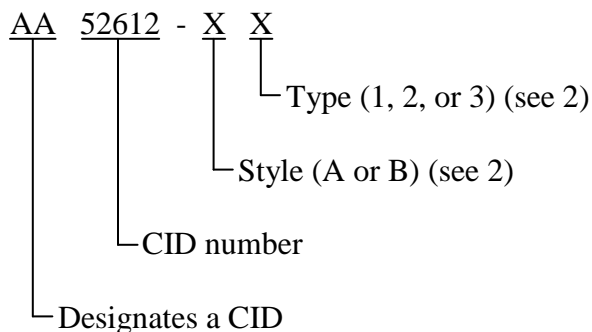 AA 52612 - X X
Type (1, 2, or 3) (see 2)
Style (A or B) (see 2)
CID number
Designates a CID